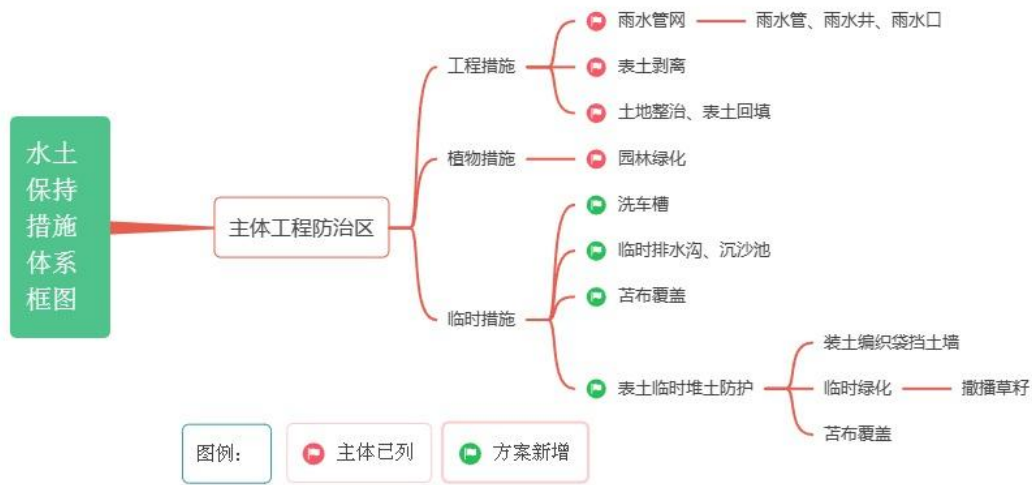 水土
保持
措施
体系
框图
主体工程防治区
工程措施
雨水管网
雨水管、雨水井、雨水口
表土剥离
土地整治、表土回填
植物措施
园林绿化
临时措施
洗车槽
临时排水沟、沉沙池
苫布覆盖
表土临时堆土防护
装土编织袋挡土墙
临时绿化
撒播草籽
苫布覆盖
图例：
主体已列
方案新增